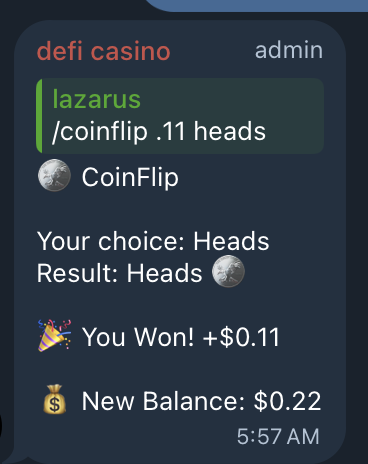 defi casino admin
lazarus
/coinflip .11 heads
CoinFlip
Your choice: Heads
Result: Heads
You Won! +$0.11
New Balance: $0.22
5:57 AM